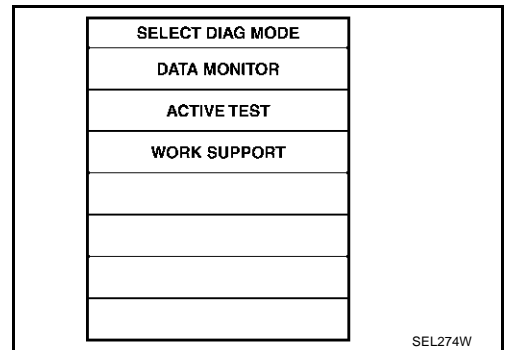 SELECT DIAG MODE
DATA MONITOR
ACTIVE TEST
WORK SUPPORT
SEL274W